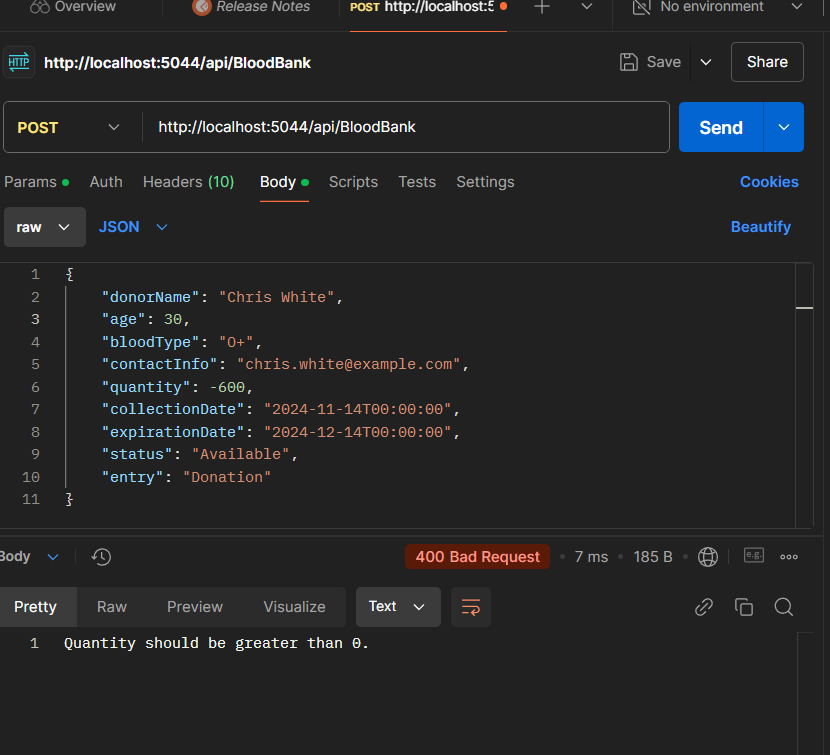 Overview Release Notes POST http://localhost:5 No environment
HTTP http://localhost:5044/api/BloodBank Save Share
POST http://localhost:5044/api/BloodBank Send
Params Auth Headers (10) Body Scripts Tests Settings Cookies
raw JSON Beautify
1 {
2 "donorName": "Chris White",
3 "age": 30,
4 "bloodType": "O+",
5 "contactInfo": "chris.white@example.com",
6 "quantity": -600,
7 "collectionDate": "2024-11-14T00:00:00",
8 "expirationDate": "2024-12-14T00:00:00",
9 "status": "Available",
10 "entry": "Donation"
11 }
Body 400 Bad Request • 7 ms • 185 B • e.g.
Pretty Raw Preview Visualize Text
1 Quantity should be greater than 0.